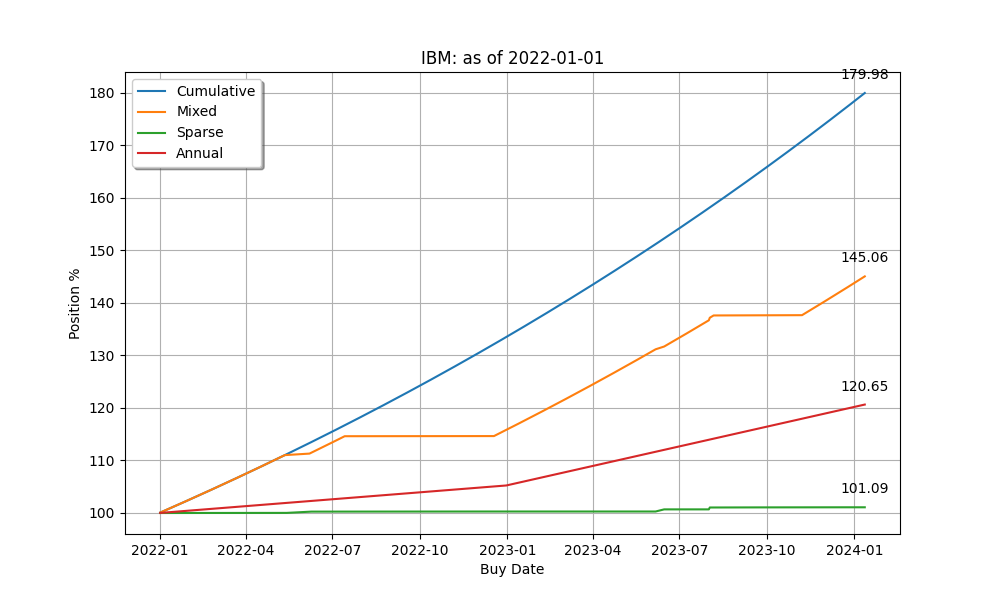 IBM: as of 2022-01-01
Cumulative
Mixed
Sparse
Annual
179.98
145.06
120.65
101.09
180
170
160
150
140
130
120
110
100
Position %
2022-01 2022-04 2022-07 2022-10 2023-01 2023-04 2023-07 2023-10 2024-01
Buy Date